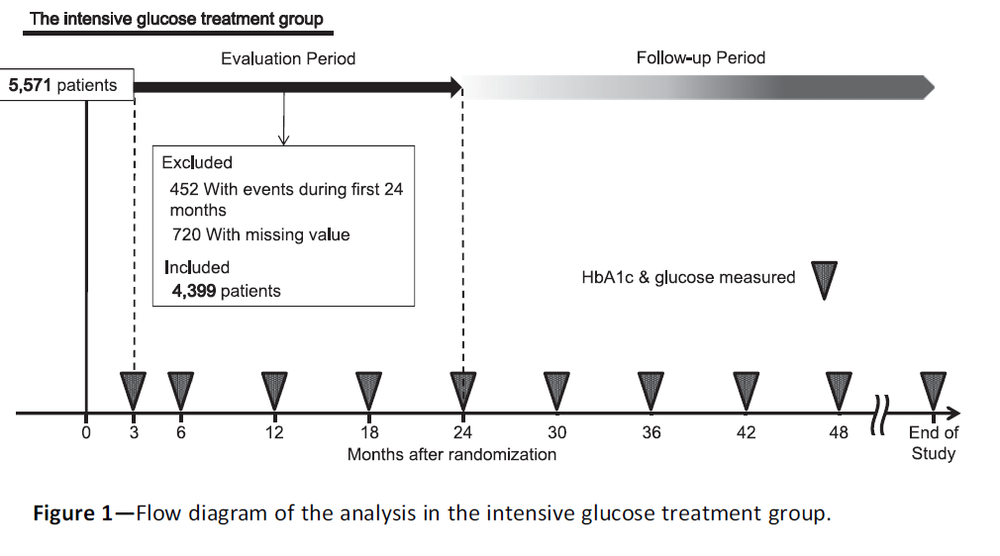 The intensive glucose treatment group
Evaluation Period
Follow-up Period
5,571 patients
Excluded
452 With events during first 24
months
720 With missing value
Included
4,399 patients
HbA1c & glucose measured
0 3 6 12 18 24 30 36 42 48 End of
Study
Months after randomization
Figure 1—Flow diagram of the analysis in the intensive glucose treatment group.